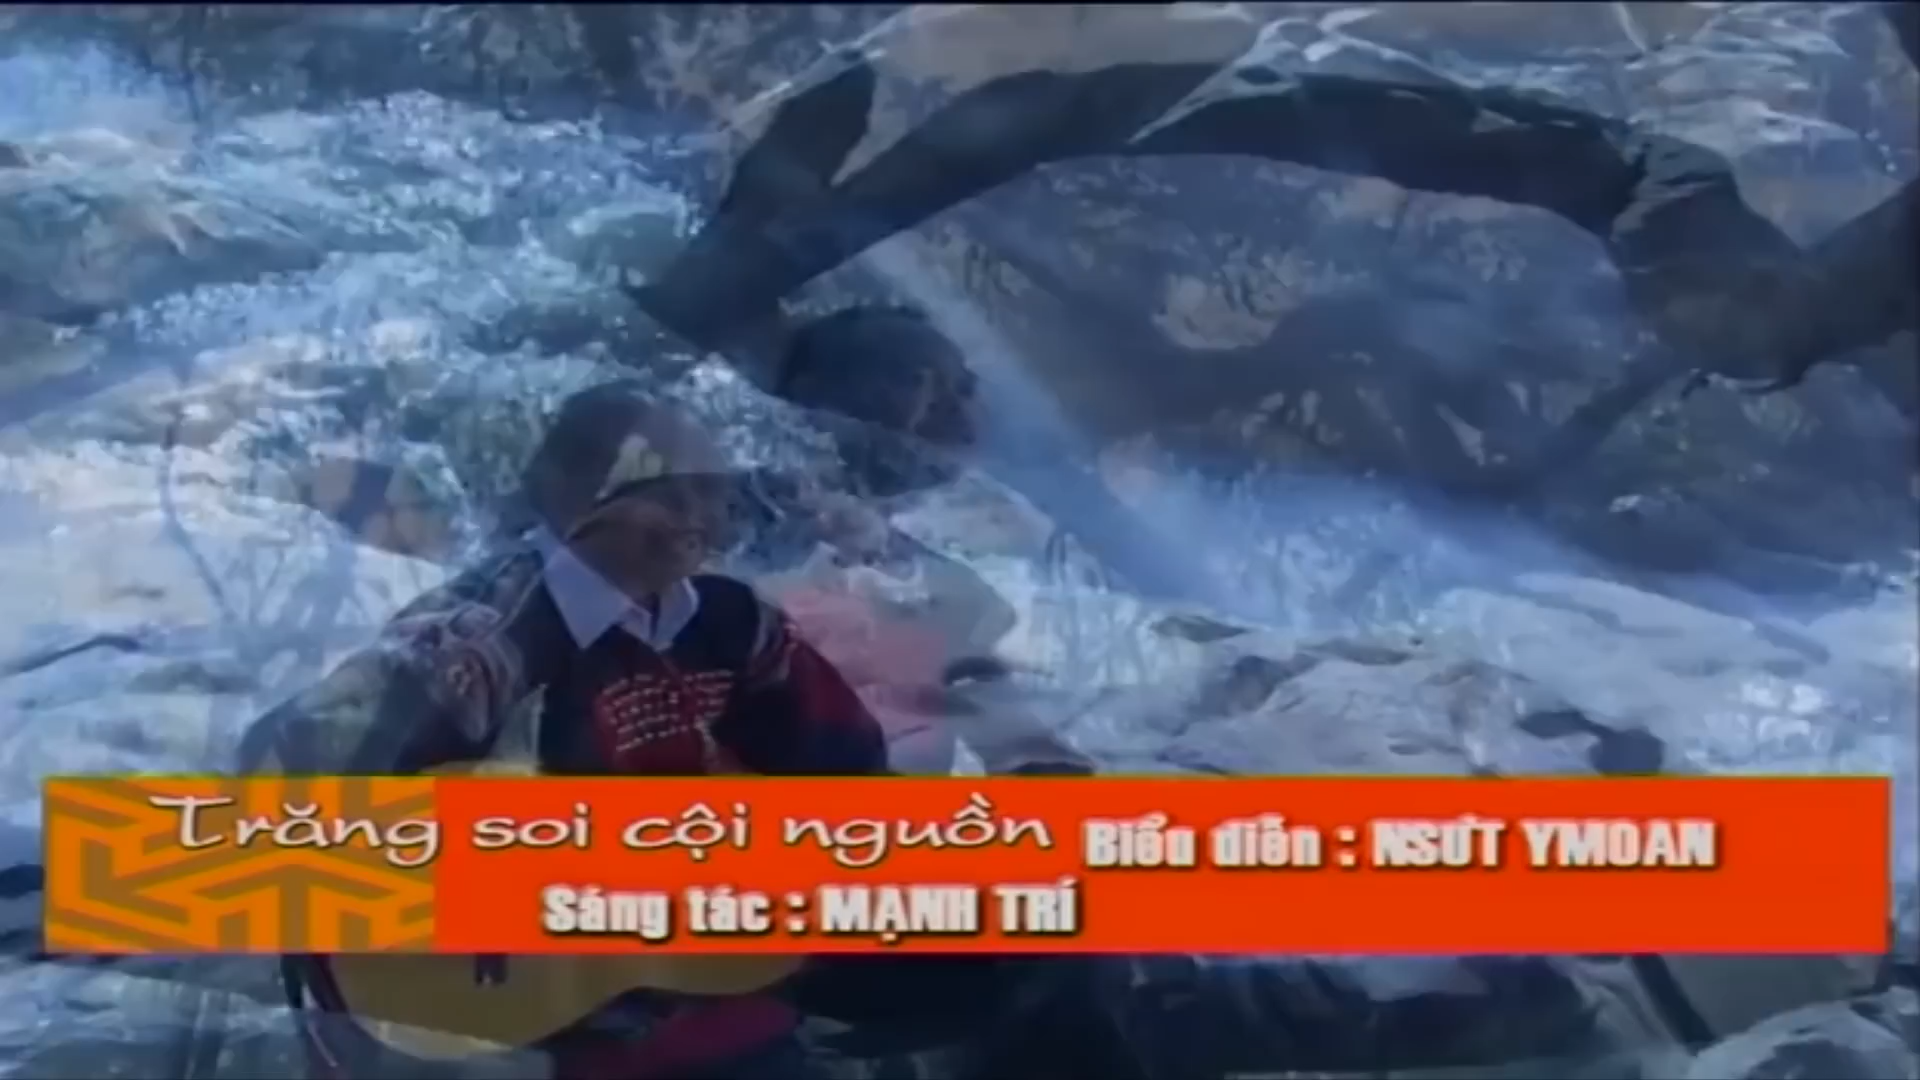 Trăng soi cội nguồn Biểu diễn : NSƯT YMOAN
Sáng tác : MẠNH TRÍ